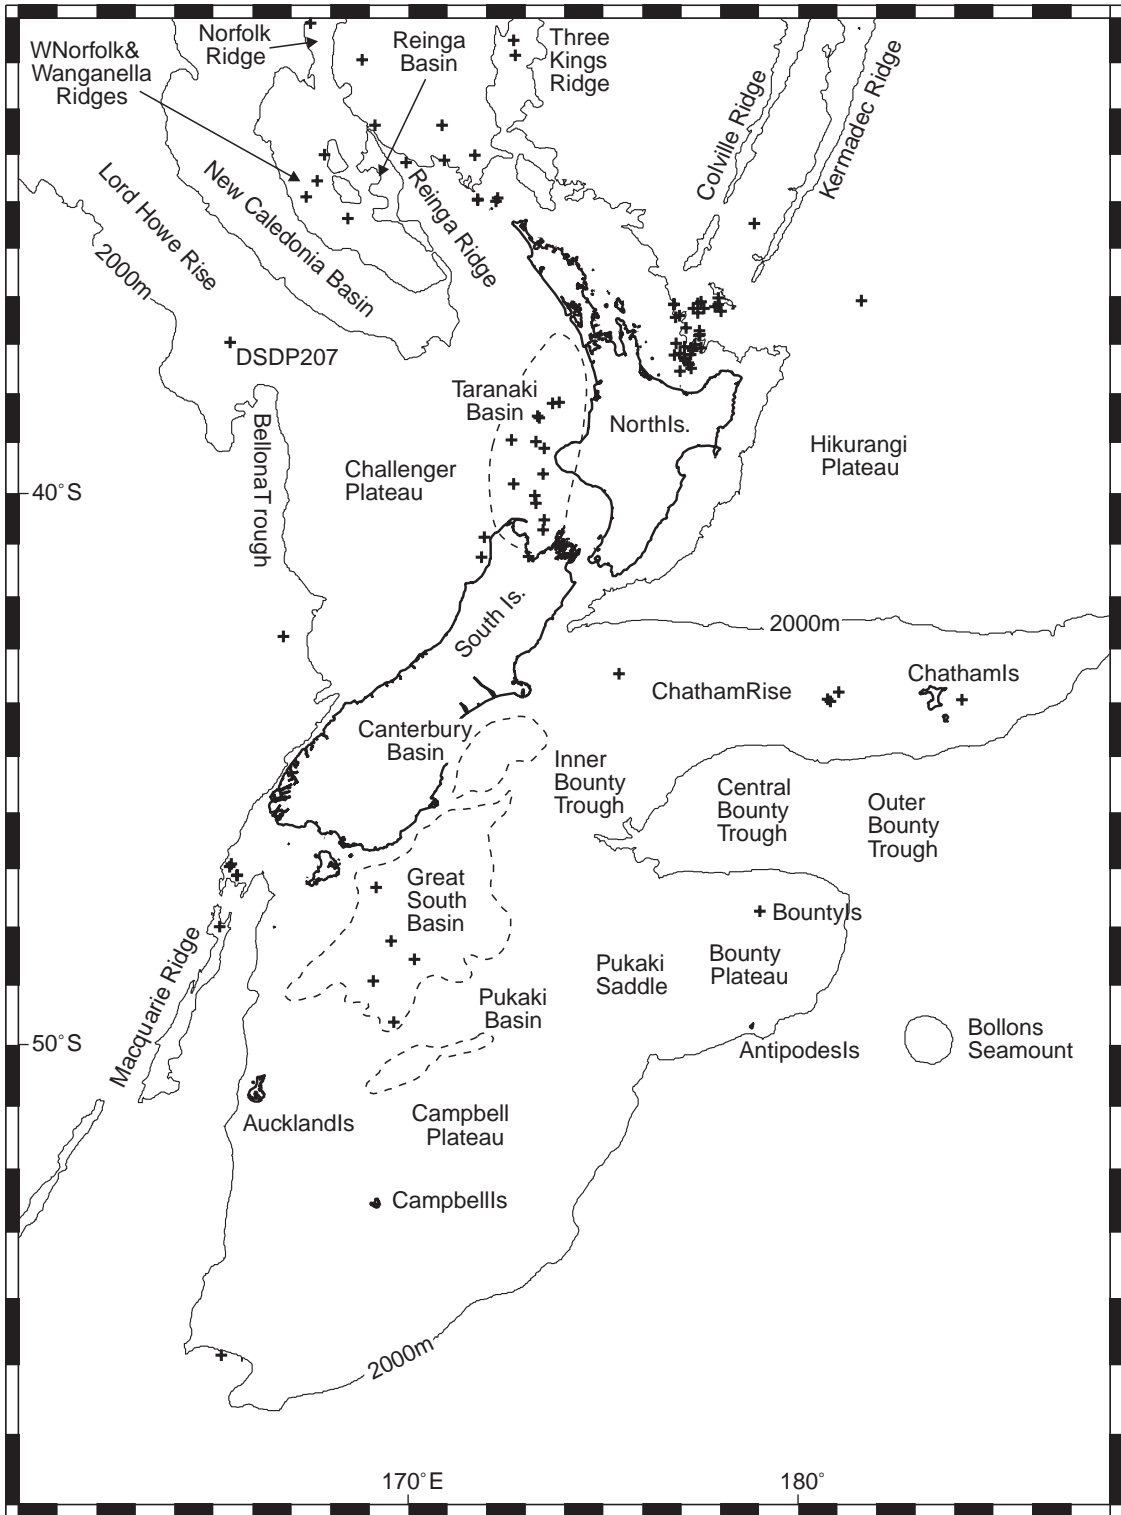 Norfolk
Ridge
WNorfolk&
Wanganella
Ridges
Reinga
Basin
Three
Kings
Ridge
Colville Ridge
Kermadec Ridge
Lord Howe Rise
New Caledonia Basin
Reinga Ridge
2000m
DSDP207
Taranaki
Basin
NorthIs.
BellonaTrough
Challenger
Plateau
Hikurangi
Plateau
40°S
South Is.
2000m
ChathamRise
ChathamIs
Canterbury
Basin
Inner
Bounty
Trough
Central
Bounty
Trough
Outer
Bounty
Trough
Great
South
Basin
BountyIs
Bounty
Plateau
Pukaki
Saddle
Macquarie Ridge
Pukaki
Basin
50°S
Bollons
Seamount
AntipodesIs
AucklandIs
Campbell
Plateau
CampbellIs
2000m
170°E
180°